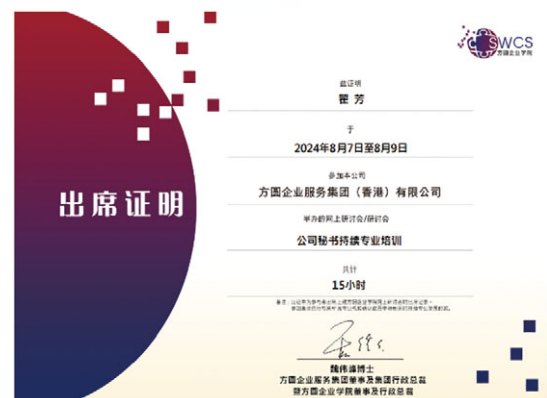 SWCS
方圆企业学院
出席证明
兹证明
瞿 芳
于
2024年8月7日至8月9日
参加本公司
方圆企业服务集团（香港）有限公司
举办的网上研讨会/研讨会
公司秘书持续专业培训
共计
15小时
魏伟峰博士
方圆企业服务集团董事及集团行政总裁
暨方圆企业学院董事及行政总裁